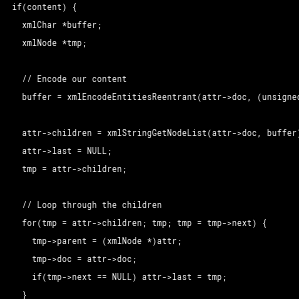 if(content) {
xmlChar *buffer;
xmlNode *tmp;
// Encode our content
buffer = xmlEncodeEntitiesReentrant(attr->doc, (unsigned
attr->children = xmlStringGetNodeList(attr->doc, buffer)
attr->last = NULL;
tmp = attr->children;
// Loop through the children
for(tmp = attr->children; tmp; tmp = tmp->next) {
tmp->parent = (xmlNode *)attr;
tmp->doc = attr->doc;
if(tmp->next == NULL) attr->last = tmp;
}